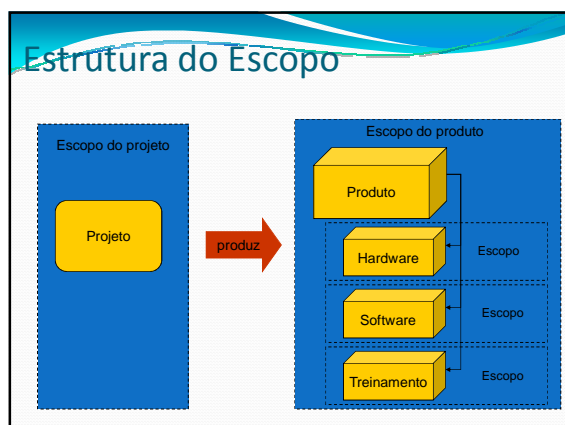 Estrutura do Escopo
Escopo do projeto
Projeto
produz
Escopo do produto
Produto
Hardware
Escopo
Software
Escopo
Treinamento
Escopo